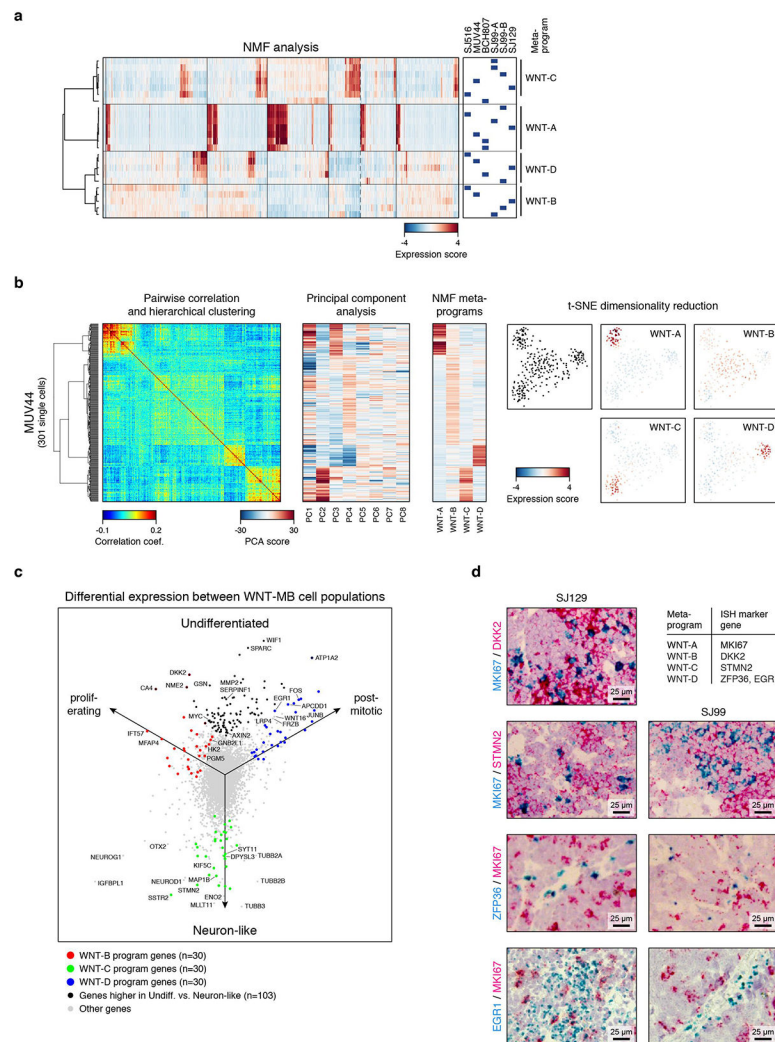 a
NMF analysis
SJ516
MUV44
BCH807
SJ99-A
SJ99-B
SJ129
Meta-
program
WNT-C
WNT-A
WNT-D
WNT-B
-4 4
Expression score
b
Pairwise correlation
and hierarchical clustering
Principal component
analysis
NMF meta-
programs
t-SNE dimensionality reduction
MUV44
(301 single cells)
WNT-A
WNT-B
WNT-C
WNT-D
-4 4
Expression score
PC1
PC2
PC3
PC4
PC5
PC6
PC7
PC8
WNT-A
WNT-B
WNT-C
WNT-D
-0.1 0.2
Correlation coef.
-30 30
PCA score
c
Differential expression between WNT-MB cell populations
Undifferentiated
WIF1
SPARC
ATP1A2
DKK2
MMP2
CA4
NME2
GSN
SERPINF1
FOS
EGR1
APCDD1
prolif-
erating
post-
mitotic
MYC
LRP4
WNT16
JUNB
FRZB
IFT57
AXIN2
GNB2L1
MFAP4
HK2
PGM5
OTX2
SYT11
NEUROG1
DPYSL3
TUBB2A
KIF5C
IGFBPL1
NEUROD1
MAP1B
TUBB2B
STMN2
SSTR2
ENO2
MLLT11
TUBB3
Neuron-like
WNT-B program genes (n=30)
WNT-C program genes (n=30)
WNT-D program genes (n=30)
Genes higher in Undiff. vs. Neuron-like (n=103)
Other genes
d
SJ129
MKI67 / DKK2
25 µm
Meta-
program
ISH marker
gene
WNT-A MKI67
WNT-B DKK2
WNT-C STMN2
WNT-D ZFP36, EGR
SJ99
MKI67 / STMN2
25 µm
25 µm
ZFP36 / MKI67
25 µm
25 µm
EGR1 / MKI67
25 µm
25 µm